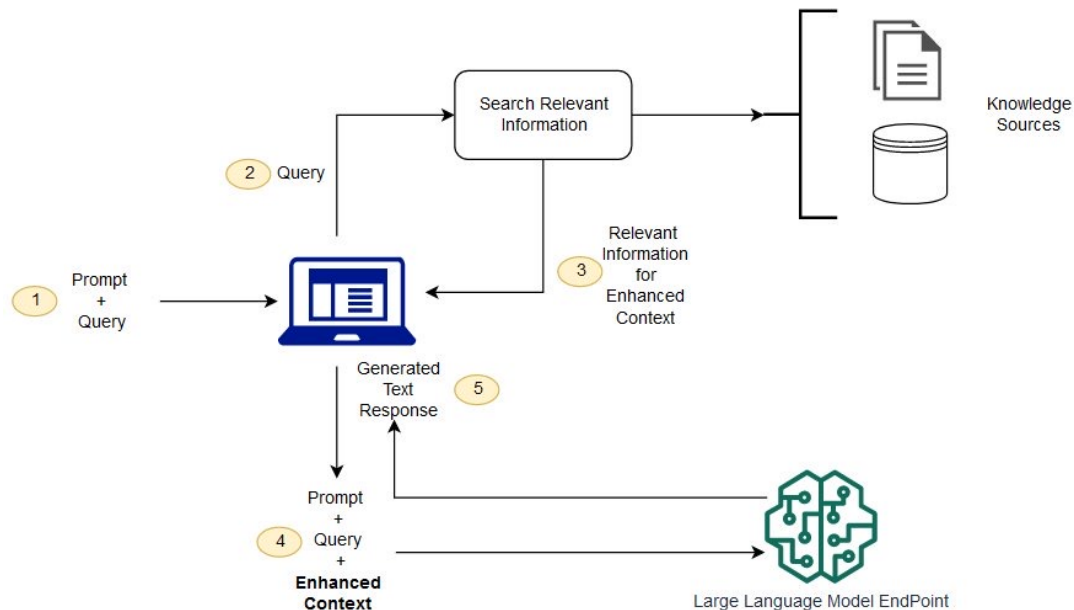 Search Relevant
Information
Knowledge
Sources
2 Query
1
Prompt
+
Query
3
Relevant
Information
for
Enhanced
Context
Generated
Text
Response
5
4
Prompt
+
Query
+
Enhanced
Context
Large Language Model EndPoint